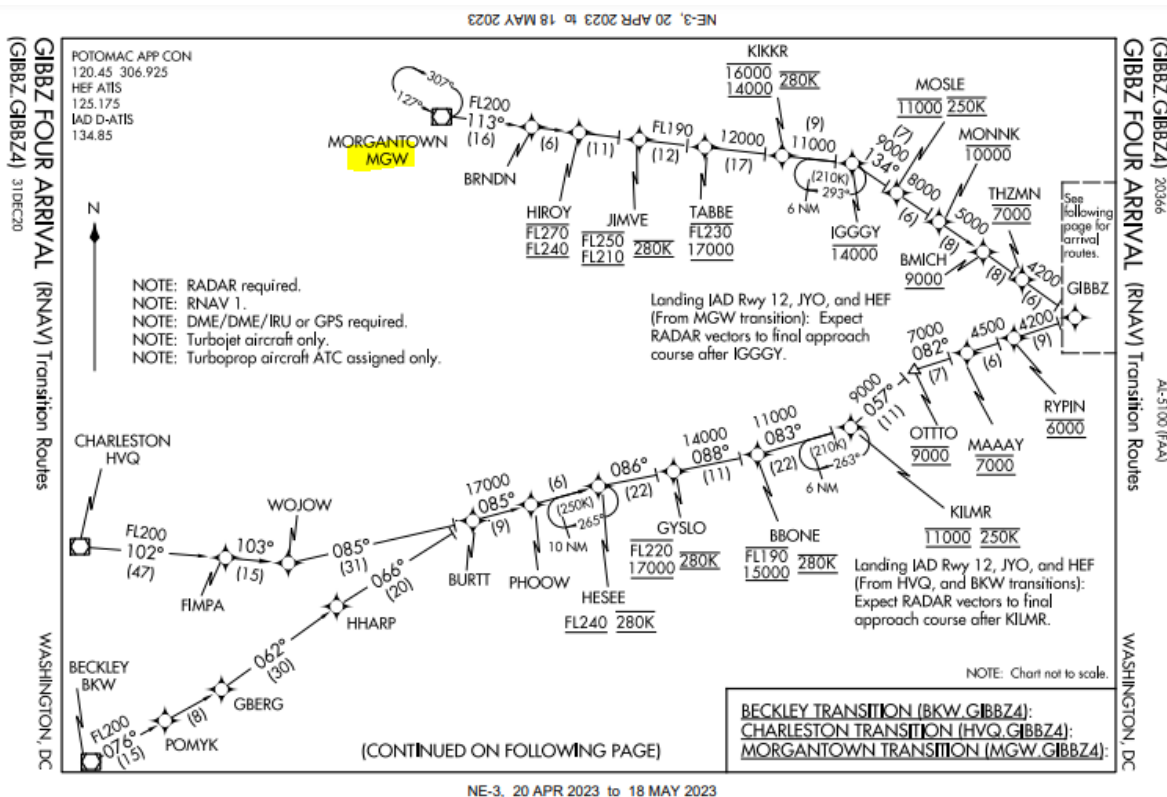 NE-3, 20 APR 2023 to 18 MAY 2023
(GIBBZ.GIBBZ4) 20366
GIBBZ FOUR ARRIVAL (RNAV) Transition Routes
AL-5100 (FAA)
WASHINGTON, DC
GIBBZ FOUR ARRIVAL (RNAV) Transition Routes
(GIBBZ.GIBBZ4) 31DEC20
WASHINGTON, DC
POTOMAC APP CON
120.45 306.925
HEF ATIS
125.175
IAD D-ATIS
134.85
N
307°
127°
MORGANTOWN
MGW
FL200
113°
(16)
BRNDN
(6)
HIROY
FL270
FL240
(11)
JIMVE
FL250
FL210
280K
FL190
(12)
TABBE
FL230
17000
12000
(17)
KIKKR
16000
14000
280K
(9)
11000
(210K)
293°
6 NM
IGGGY
14000
(7)
9000
134°
MOSLE
11000 250K
8000
(6)
MONNK
10000
5000
(8)
BMICH
9000
(8)
THZMN
7000
4200
(6)
See
following
page for
arrival
routes.
GIBBZ
NOTE: RADAR required.
NOTE: RNAV 1.
NOTE: DME/DME/IRU or GPS required.
NOTE: Turbojet aircraft only.
NOTE: Turboprop aircraft ATC assigned only.
Landing IAD Rwy 12, JYO, and HEF
(From MGW transition): Expect
RADAR vectors to final approach
course after IGGGY.
CHARLESTON
HVQ
FL200
102°
(47)
FIMPA
103°
(15)
WOJOW
085°
(31)
BURTT
17000
085°
(9)
PHOOW
(6)
(250K)
265°
10 NM
HESEE
FL240 280K
086°
(22)
GYSLO
FL220
17000
280K
14000
088°
(11)
BBONE
FL190
15000
280K
11000
083°
(22)
(210K)
263°
6 NM
KILMR
11000 250K
9000
057°
(11)
OTTTO
9000
7000
082°
(7)
MAAAY
7000
4500
(6)
RYPIN
6000
4200
(9)
Landing IAD Rwy 12, JYO, and HEF
(From HVQ, and BKW transitions):
Expect RADAR vectors to final
approach course after KILMR.
BECKLEY
BKW
FL200
076°
(15)
POMYK
(8)
GBERG
062°
(30)
HHARP
066°
(20)
NOTE: Chart not to scale.
(CONTINUED ON FOLLOWING PAGE)
BECKLEY TRANSITION (BKW.GIBBZ4):
CHARLESTON TRANSITION (HVQ.GIBBZ4):
MORGANTOWN TRANSITION (MGW.GIBBZ4):
NE-3, 20 APR 2023 to 18 MAY 2023